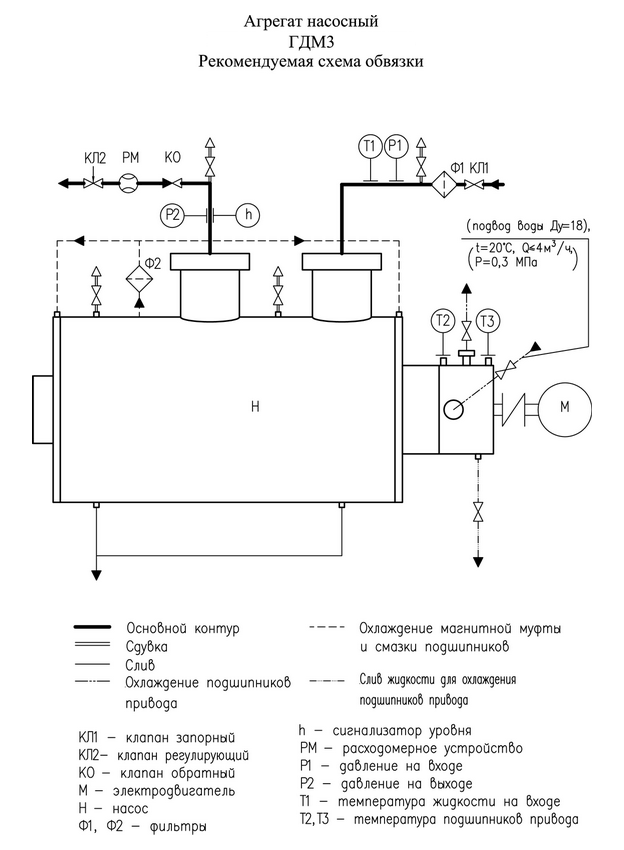 Агрегат насосный
ГДМ3
Рекомендуемая схема обвязки
КЛ2
РМ
КО
Т1
Р1
Ф1
КЛ1
Р2
h
(подвод воды Ду=18),
(t=20°С, Q≤4м³/ч,)
(Р=0,3 МПа)
Ф2
Т2
Т3
Н
М
Основной контур
Сдувка
Слив
Охлаждение подшипников
привода
Охлаждение магнитной муфты
и смазки подшипников
Слив жидкости для охлаждения
подшипников привода
КЛ1 – клапан запорный
КЛ2– клапан регулирующий
КО – клапан обратный
М – электродвигатель
Н – насос
Ф1, Ф2 – фильтры
h – сигнализатор уровня
РМ – расходомерное устройство
Р1 – давление на входе
Р2 – давление на выходе
Т1 – температура жидкости на входе
Т2,Т3 – температура подшипников привода